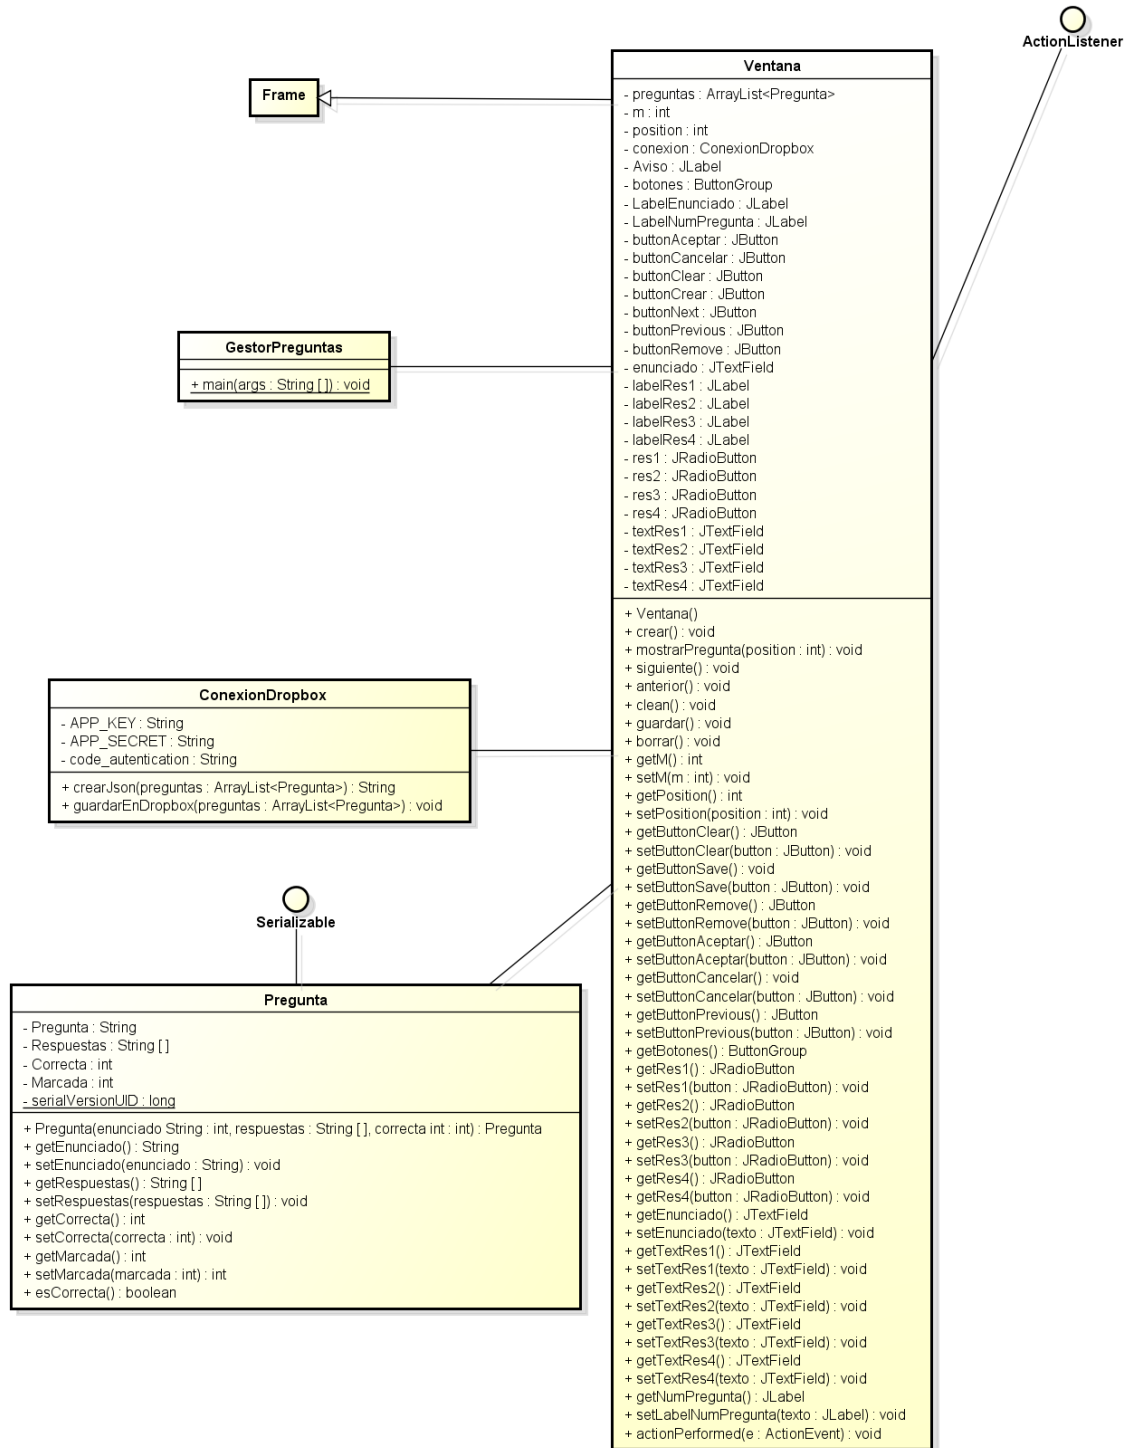 ActionListener
Frame
Ventana
- preguntas : ArrayList<Pregunta>
- m : int
- position : int
- conexion : ConexionDropbox
- Aviso : JLabel
- botones : ButtonGroup
- LabelEnunciado : JLabel
- LabelNumPregunta : JLabel
- buttonAceptar : JButton
- buttonCancelar : JButton
- buttonClear : JButton
- buttonCrear : JButton
- buttonNext : JButton
- buttonPrevious : JButton
- buttonRemove : JButton
- enunciado : JTextField
- labelRes1 : JLabel
- labelRes2 : JLabel
- labelRes3 : JLabel
- labelRes4 : JLabel
- res1 : JRadioButton
- res2 : JRadioButton
- res3 : JRadioButton
- res4 : JRadioButton
- textRes1 : JTextField
- textRes2 : JTextField
- textRes3 : JTextField
- textRes4 : JTextField
+ Ventana()
+ crear() : void
+ mostrarPregunta(position : int) : void
+ siguiente() : void
+ anterior() : void
+ clean() : void
+ guardar() : void
+ borrar() : void
+ getM() : int
+ setM(m : int) : void
+ getPosition() : int
+ setPosition(position : int) : void
+ getButtonClear() : JButton
+ setButtonClear(button : JButton) : void
+ getButtonSave() : void
+ setButtonSave(button : JButton) : void
+ getButtonRemove() : JButton
+ setButtonRemove(button : JButton) : void
+ getButtonAceptar() : JButton
+ setButtonAceptar(button : JButton) : void
+ getButtonCancelar() : void
+ setButtonCancelar(button : JButton) : void
+ getButtonPrevious() : JButton
+ setButtonPrevious(button : JButton) : void
+ getBotones() : ButtonGroup
+ getRes1() : JRadioButton
+ setRes1(button : JRadioButton) : void
+ getRes2() : JRadioButton
+ setRes2(button : JRadioButton) : void
+ getRes3() : JRadioButton
+ setRes3(button : JRadioButton) : void
+ getRes4() : JRadioButton
+ getRes4(button : JRadioButton) : void
+ getEnunciado() : JTextField
+ setEnunciado(texto : JTextField) : void
+ getTextRes1() : JTextField
+ setTextRes1(texto : JTextField) : void
+ getTextRes2() : JTextField
+ setTextRes2(texto : JTextField) : void
+ getTextRes3() : JTextField
+ setTextRes3(texto : JTextField) : void
+ getTextRes4() : JTextField
+ setTextRes4(texto : JTextField) : void
+ getNumPregunta() : JLabel
+ setLabelNumPregunta(texto : JLabel) : void
+ actionPerformed(e : ActionEvent) : void
GestorPreguntas
+ main(args : String [ ]) : void
ConexionDropbox
- APP_KEY : String
- APP_SECRET : String
- code_autentication : String
+ crearJson(preguntas : ArrayList<Pregunta>) : String
+ guardarEnDropbox(preguntas : ArrayList<Pregunta>) : void
Serializable
Pregunta
- Pregunta : String
- Respuestas : String [ ]
- Correcta : int
- Marcada : int
- serialVersionUID : long
+ Pregunta(enunciado String : int, respuestas : String [ ], correcta int : int) : Pregunta
+ getEnunciado() : String
+ setEnunciado(enunciado : String) : void
+ getRespuestas() : String [ ]
+ setRespuestas(respuestas : String [ ]) : void
+ getCorrecta() : int
+ setCorrecta(correcta : int) : void
+ getMarcada() : int
+ setMarcada(marcada : int) : int
+ esCorrecta() : boolean